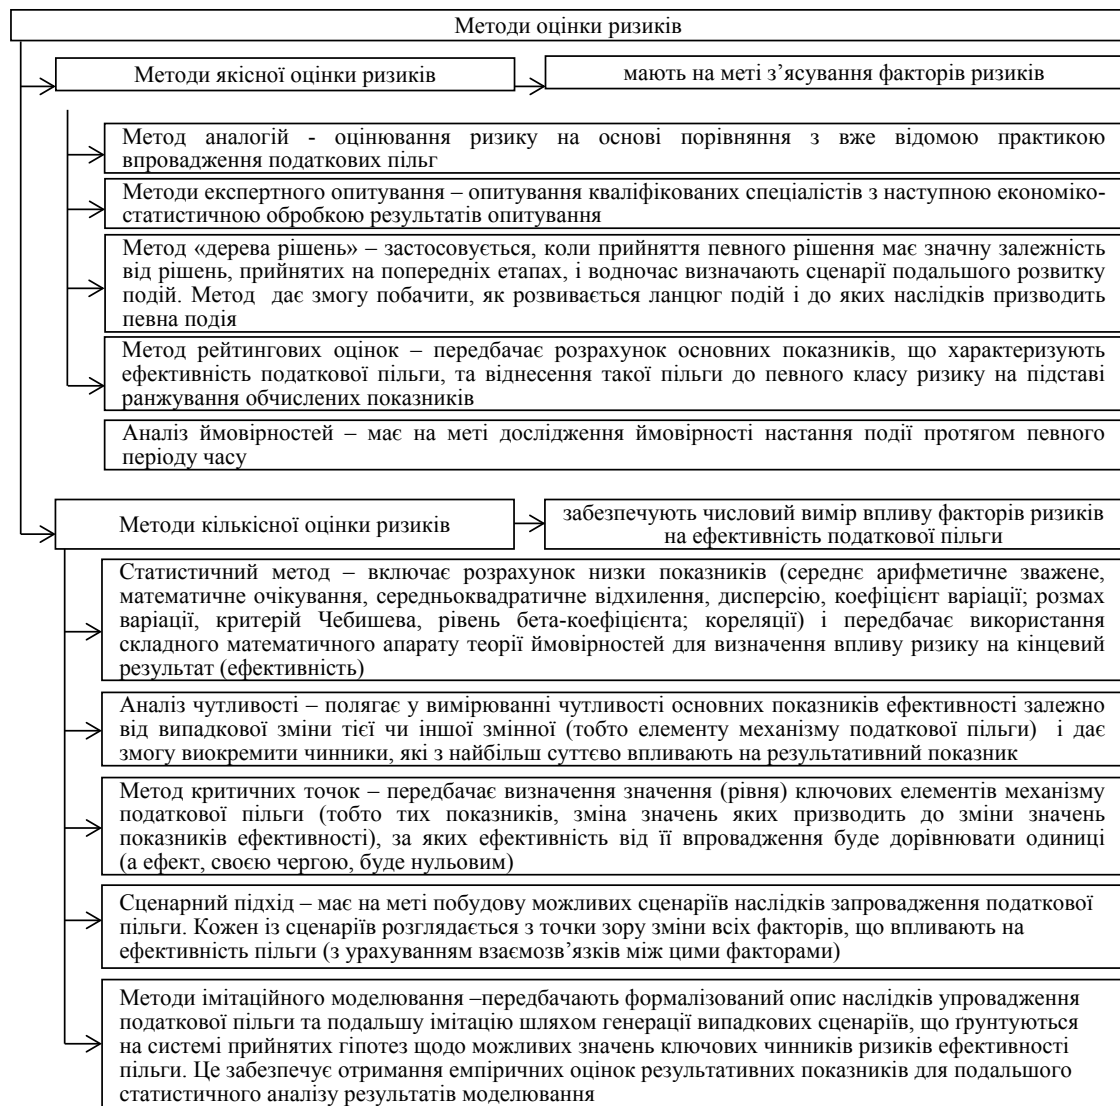 Методи оцінки ризиків
Методи якісної оцінки ризиків
мають на меті з’ясування факторів ризиків
Метод аналогій - оцінювання ризику на основі порівняння з вже відомою практикою
впровадження податкових пільг
Методи експертного опитування – опитування кваліфікованих спеціалістів з наступною економіко-
статистичною обробкою результатів опитування
Метод «дерева рішень» – застосовується, коли прийняття певного рішення має значну залежність
від рішень, прийнятих на попередніх етапах, і водночас визначають сценарії подальшого розвитку
подій. Метод дає змогу побачити, як розвивається ланцюг подій і до яких наслідків призводить
певна подія
Метод рейтингових оцінок – передбачає розрахунок основних показників, що характеризують
ефективність податкової пільги, та віднесення такої пільги до певного класу ризику на підставі
ранжування обчислених показників
Аналіз ймовірностей – має на меті дослідження ймовірності настання події протягом певного
періоду часу
Методи кількісної оцінки ризиків
забезпечують числовий вимір впливу факторів ризиків
на ефективність податкової пільги
Статистичний метод – включає розрахунок низки показників (середнє арифметичне зважене,
математичне очікування, середньоквадратичне відхилення, дисперсію, коефіцієнт варіації; розмах
варіації, критерій Чебишева, рівень бета-коефіцієнта; кореляції) і передбачає використання
складного математичного апарату теорії ймовірностей для визначення впливу ризику на кінцевий
результат (ефективність)
Аналіз чутливості – полягає у вимірюванні чутливості основних показників ефективності залежно
від випадкової зміни тієї чи іншої змінної (тобто елементу механізму податкової пільги) і дає
змогу виокремити чинники, які з найбільш суттєво впливають на результативний показник
Метод критичних точок – передбачає визначення значення (рівня) ключових елементів механізму
податкової пільги (тобто тих показників, зміна значень яких призводить до зміни значень
показників ефективності), за яких ефективність від її впровадження буде дорівнювати одиниці
(а ефект, своєю чергою, буде нульовим)
Сценарний підхід – має на меті побудову можливих сценаріїв наслідків запровадження податкової
пільги. Кожен із сценаріїв розглядається з точки зору зміни всіх факторів, що впливають на
ефективність пільги (з урахуванням взаємозв’язків між цими факторами)
Методи імітаційного моделювання –передбачають формалізований опис наслідків упровадження
податкової пільги та подальшу імітацію шляхом генерації випадкових сценаріїв, що ґрунтуються
на системі прийнятих гіпотез щодо можливих значень ключових чинників ризиків ефективності
пільги. Це забезпечує отримання емпіричних оцінок результативних показників для подальшого
статистичного аналізу результатів моделювання